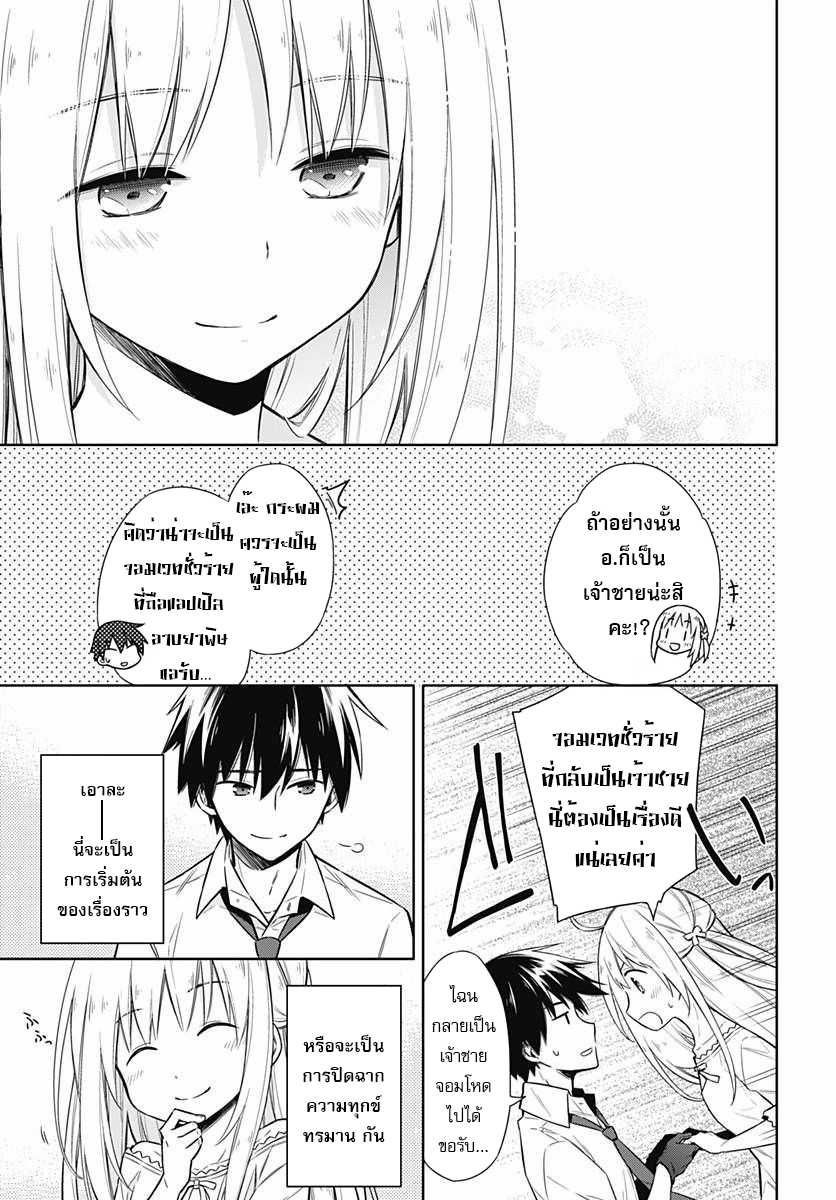 ถ้าอย่างนั้น
อ.ก็เป็น
เจ้าชายน่ะสิ
คะ!?
เอ๊ะ กระผม
ควรจะเป็น
ผู้ใดนั้น
คิดว่าน่าจะเป็น
จอมเวทชั่วร้าย
ที่ถือแอปเปิล
อาบยาพิษ
ขอรับ...
จอมเวทชั่วร้าย
ที่กลับเป็นเจ้าชาย
นี่ต้องเป็นเรื่องดี
แน่เลยค่า
ไฉน
กลายเป็น
เจ้าชาย
จอมโหด
ไปได้
ขอรับ...
เอาละ
นี่จะเป็น
การเริ่มต้น
ของเรื่องราว
หรือจะเป็น
การปิดฉาก
ความทุกข์
ทรมาน กัน